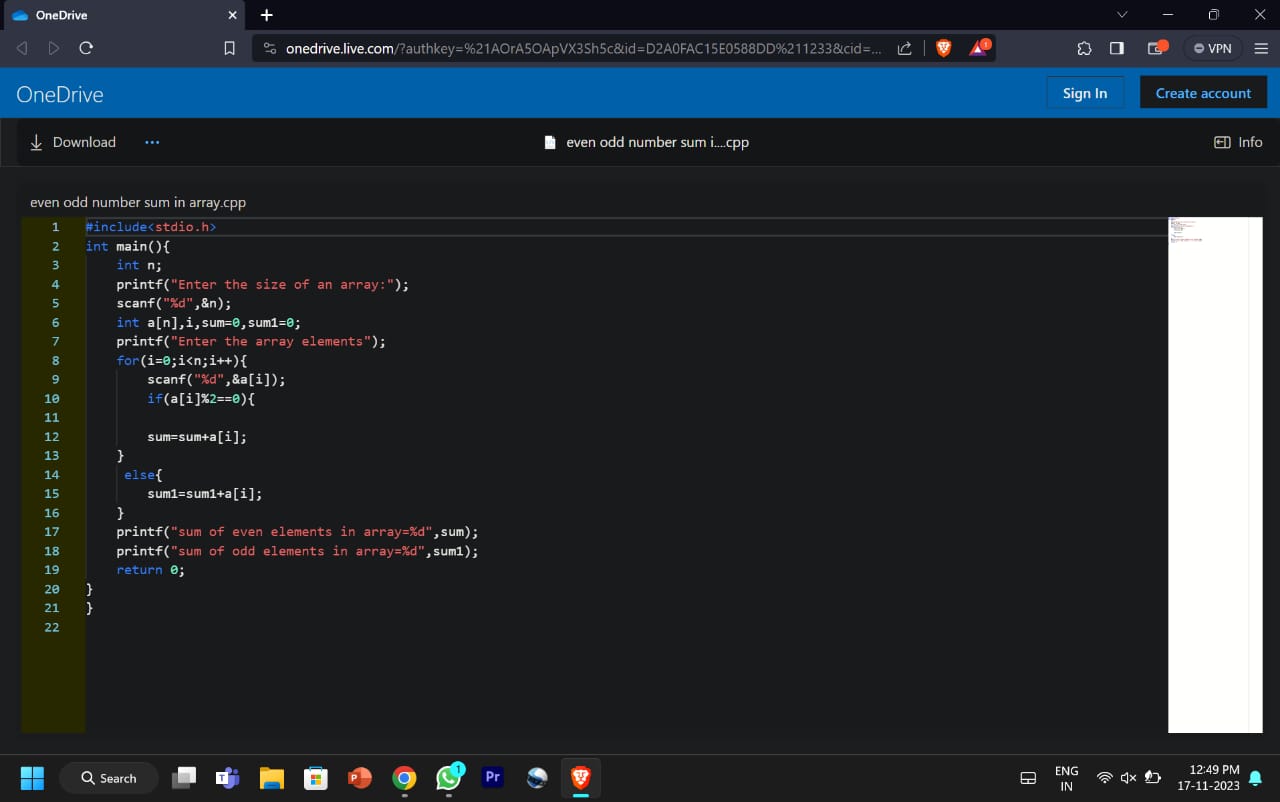 OneDrive
onedrive.live.com/?authkey=%21AOrA5OApVX3Sh5c&id=D2A0FAC15E0588DD%211233&cid=...
1
VPN
OneDrive
Sign In
Create account
Download
even odd number sum i....cpp
Info
even odd number sum in array.cpp
1 #include<stdio.h>
2 int main(){
3 int n;
4 printf("Enter the size of an array:");
5 scanf("%d",&n);
6 int a[n],i,sum=0,sum1=0;
7 printf("Enter the array elements");
8 for(i=0;i<n;i++){
9 scanf("%d",&a[i]);
10 if(a[i]%2==0){
11
12 sum=sum+a[i];
13 }
14 else{
15 sum1=sum1+a[i];
16 }
17 printf("sum of even elements in array=%d",sum);
18 printf("sum of odd elements in array=%d",sum1);
19 return 0;
20 }
21 }
22
Search
1
Pr
ENG
IN
12:49 PM
17-11-2023